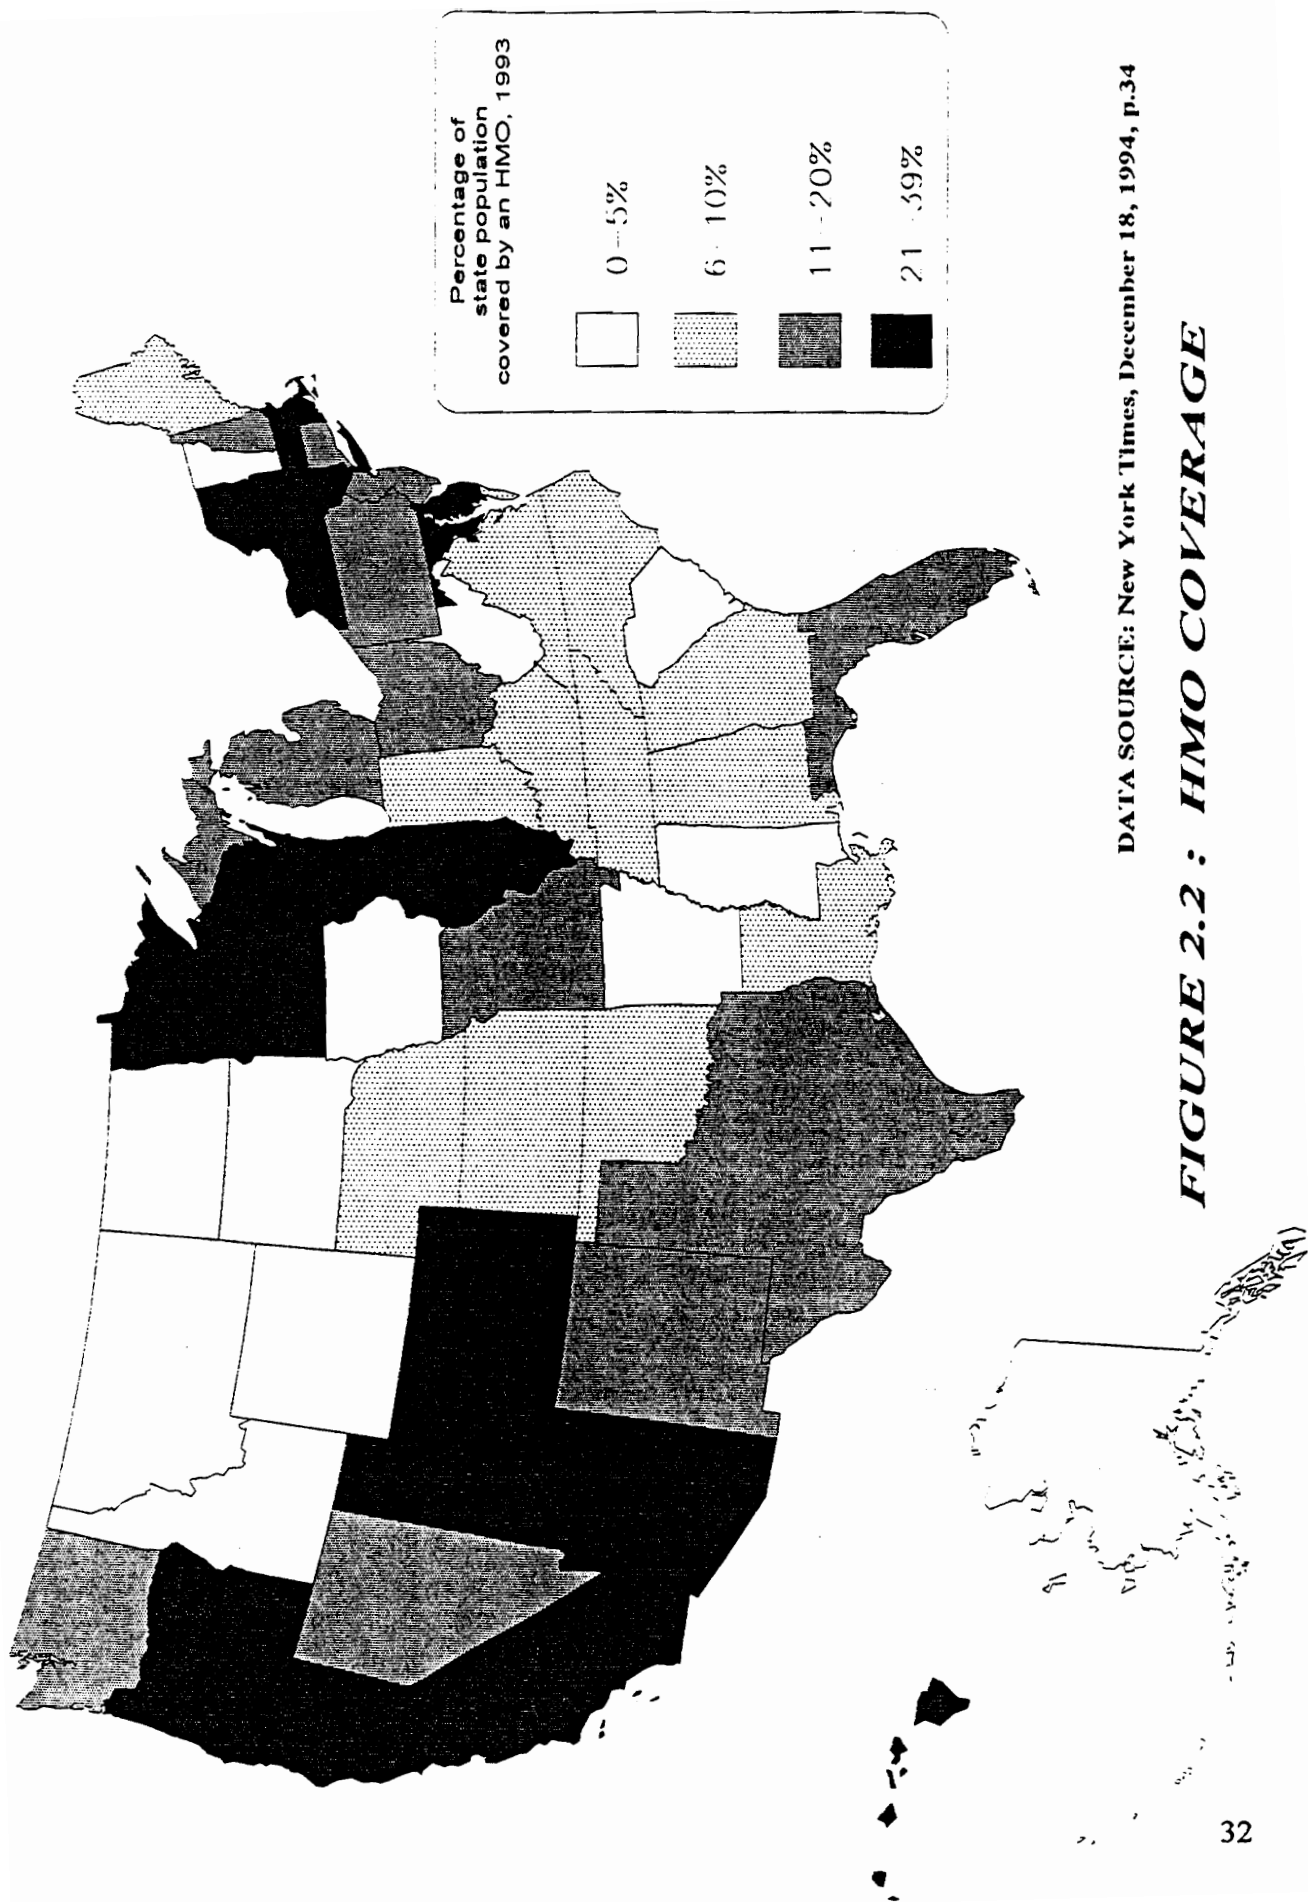 Percentage of
state population
covered by an HMO, 1993
0-5%
6-10%
11-20%
21-39%
DATA SOURCE: New York Times, December 18, 1994, p.34
FIGURE 2.2 : HMO COVERAGE
32